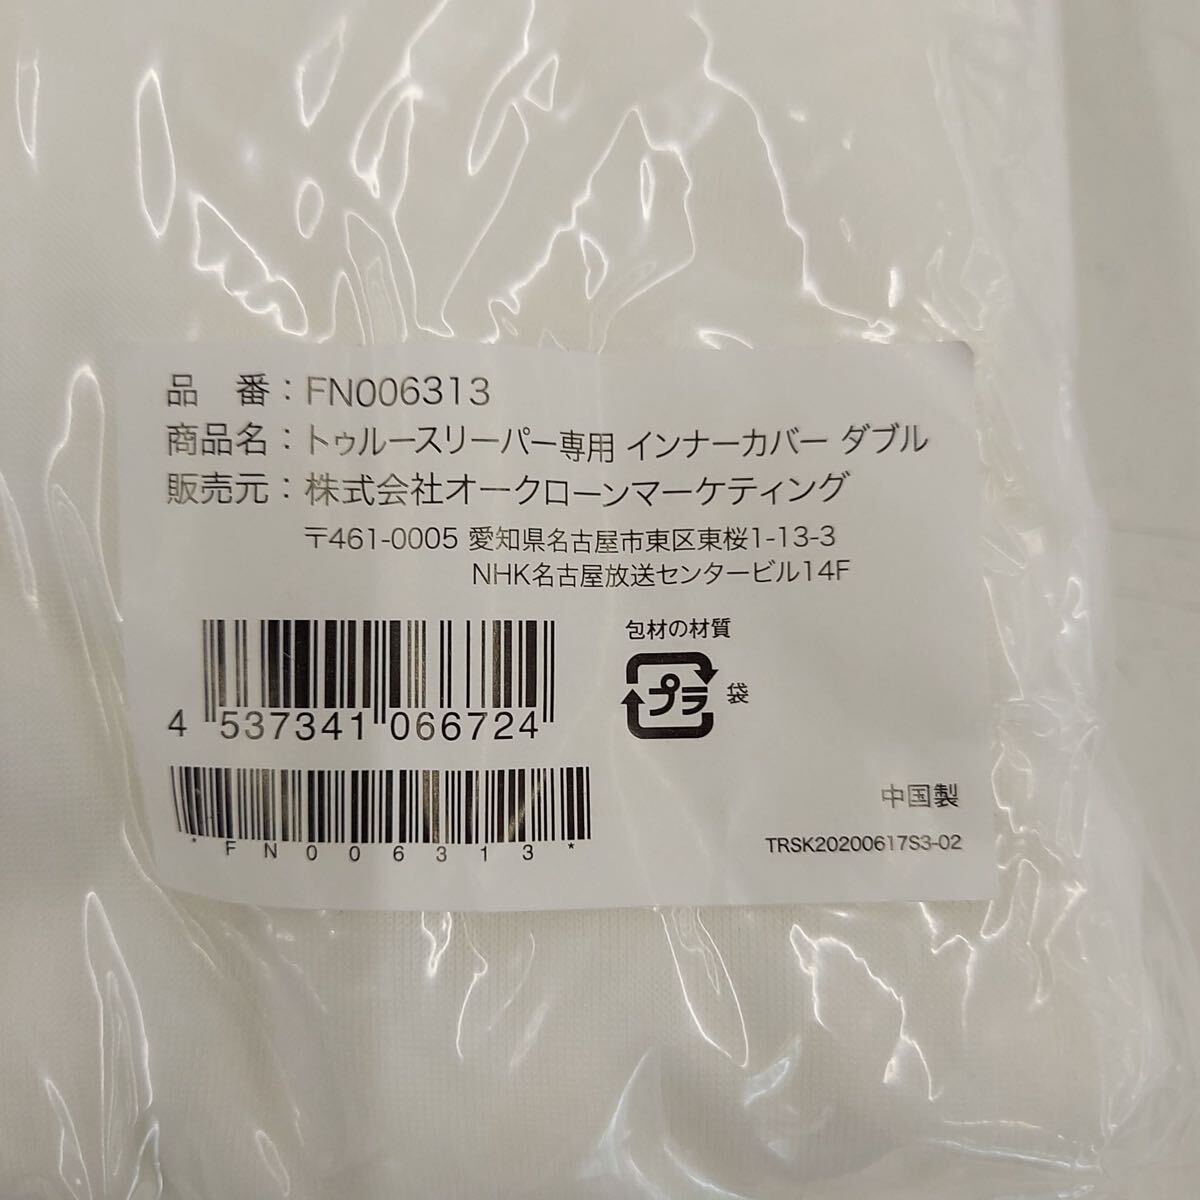 品　番：FN006313
商品名：トゥルースリーパー専用 インナーカバー ダブル
販売元：株式会社オークローンマーケティング
〒461-0005 愛知県名古屋市東区東桜1-13-3
NHK名古屋放送センタービル14F
包材の材質
プラ 袋
4 537341 066724
*FN006313*
中国製
TRSK20200617S3-02